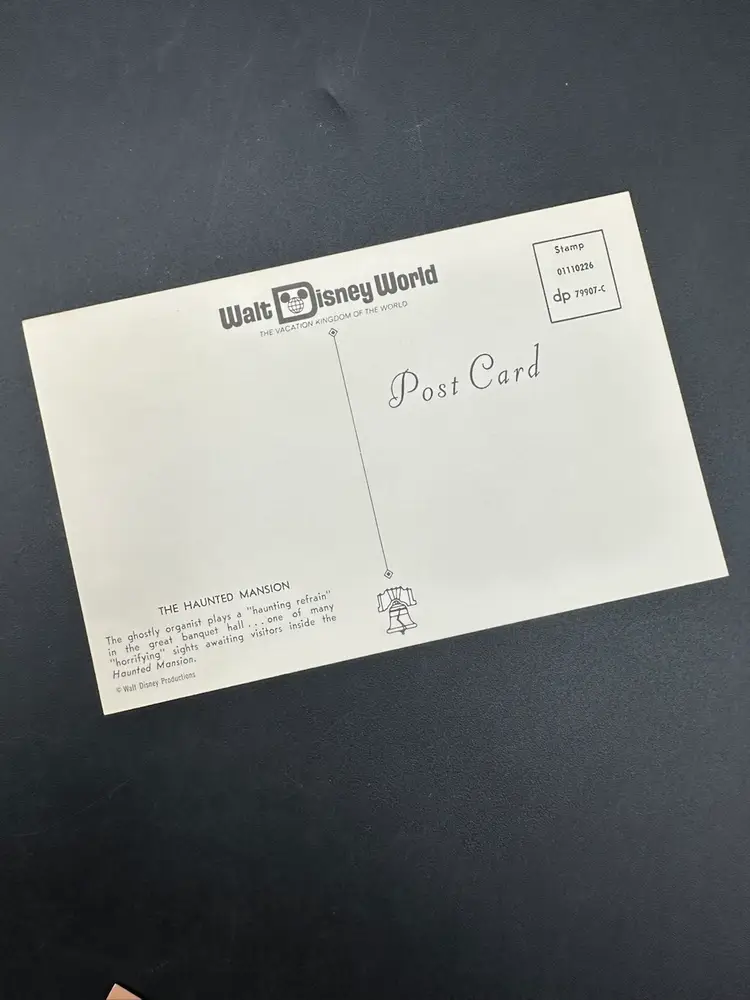 Walt Disney World
THE VACATION KINGDOM OF THE WORLD
Stamp
01110226
dp 79907-C
Post Card
THE HAUNTED MANSION
The ghostly organist plays a "haunting refrain"
in the great banquet hall . . . one of many
"horrifying" sights awaiting visitors inside the
Haunted Mansion.
© Walt Disney Productions